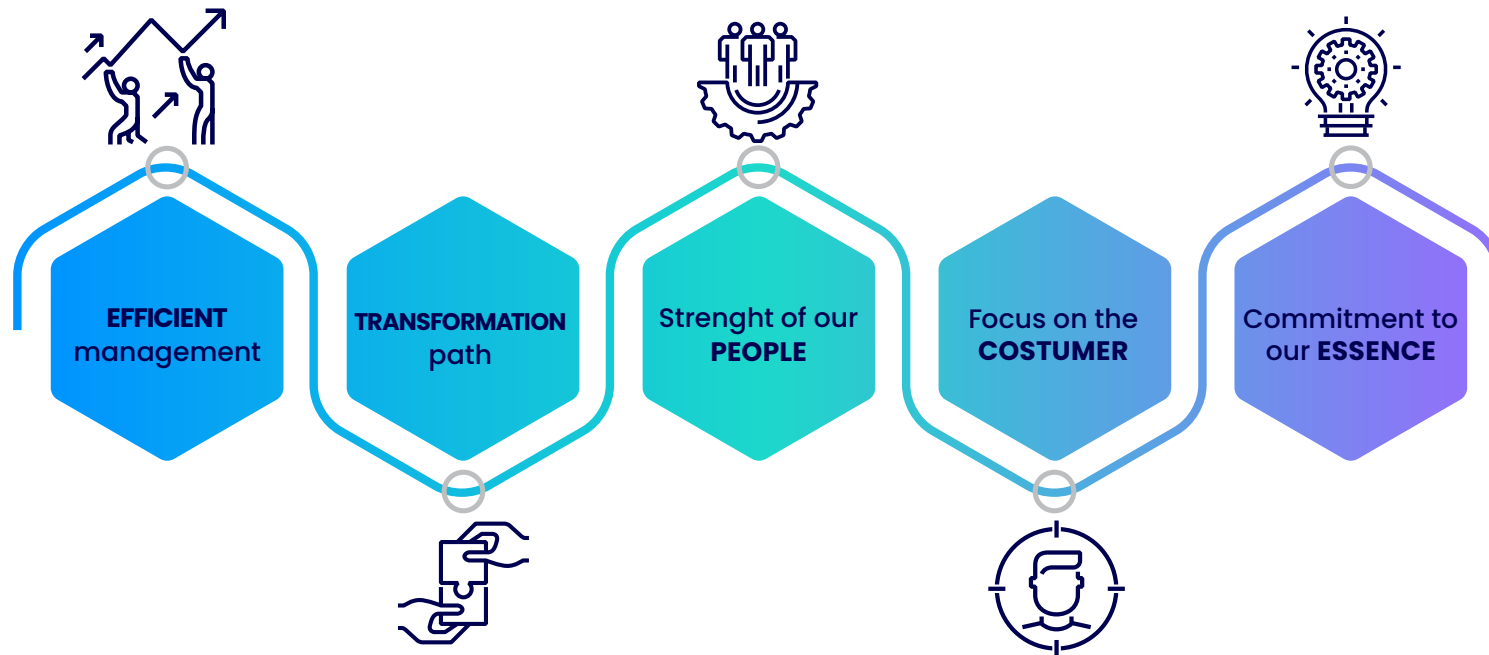 EFFICIENT
management
TRANSFORMATION
path
Strenght of our
PEOPLE
Focus on the
COSTUMER
Commitment to
our ESSENCE